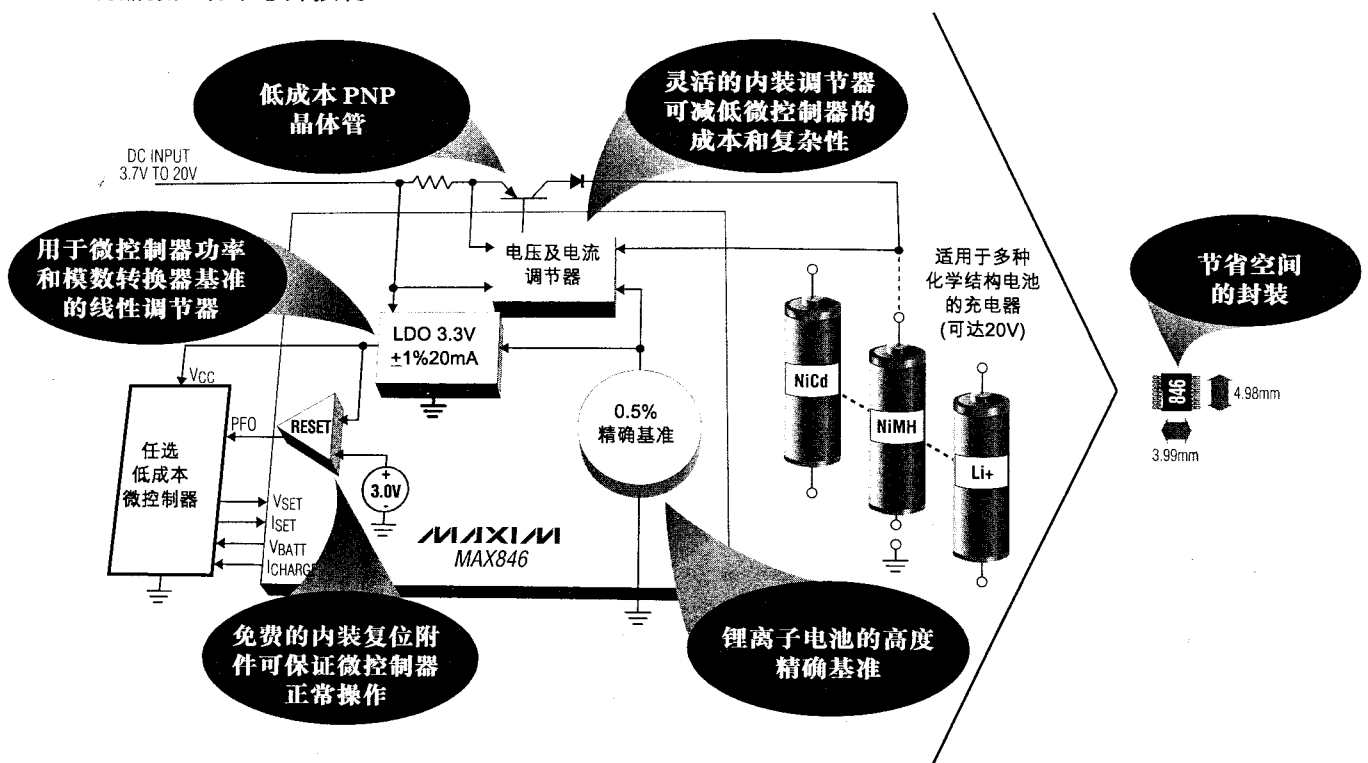 低成本 PNP
晶体管
灵活的内装调节器
可减低微控制器的
成本和复杂性
DC INPUT
3.7V TO 20V
用于微控制器功率
和模数转换器基准
的线性调节器
电压及电流
调节器
适用于多种
化学结构电池
的充电器
(可达20V)
节省空间
的封装
LDO 3.3V
±1%20mA
VCC
NiCd
846
4.98mm
3.99mm
PFO
RESET
0.5%
精确基准
NiMH
任选
低成本
微控制器
Li+
+
3.0V
-
VSET
ISET
VBATT
ICHARGE
MAXIM
MAX846
免费的内装复位附
件可保证微控制器
正常操作
锂离子电池的高度
精确基准